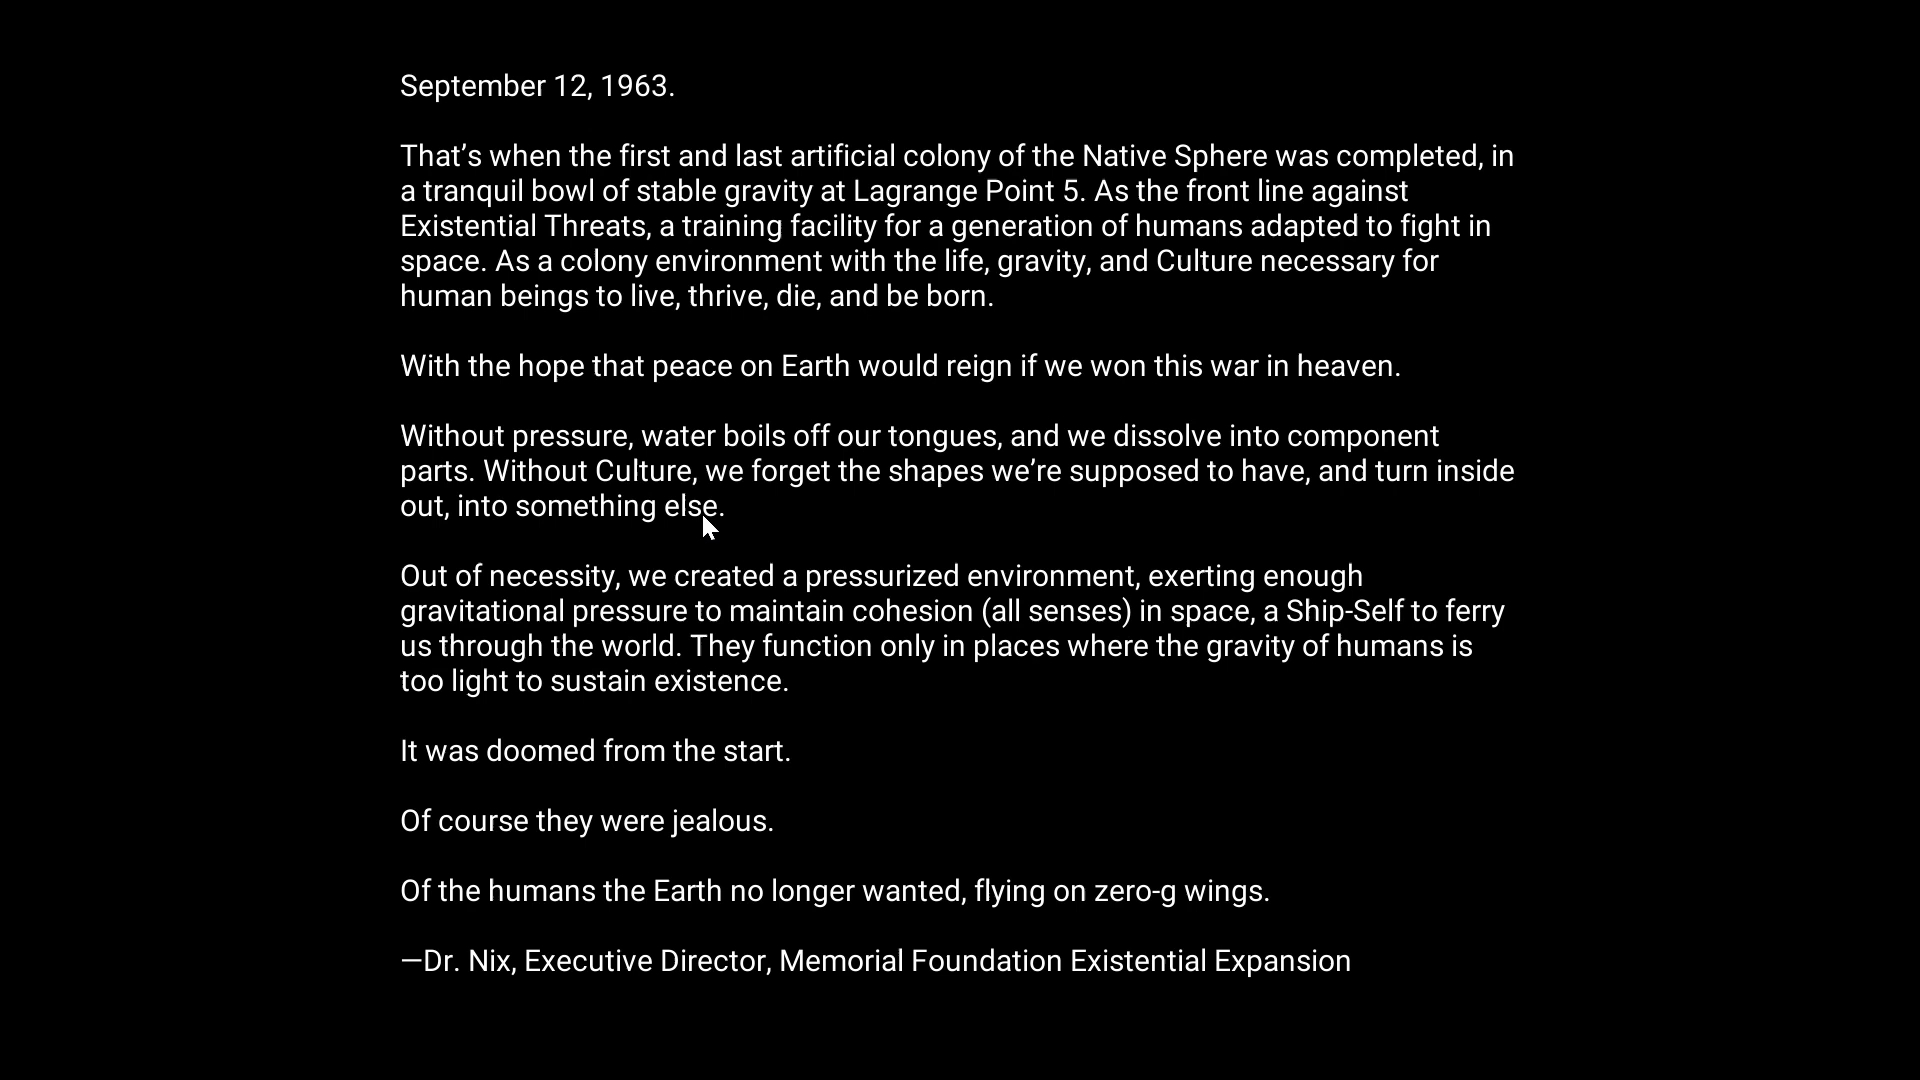 September 12, 1963.
That’s when the first and last artificial colony of the Native Sphere was completed, in
a tranquil bowl of stable gravity at Lagrange Point 5. As the front line against
Existential Threats, a training facility for a generation of humans adapted to fight in
space. As a colony environment with the life, gravity, and Culture necessary for
human beings to live, thrive, die, and be born.
With the hope that peace on Earth would reign if we won this war in heaven.
Without pressure, water boils off our tongues, and we dissolve into component
parts. Without Culture, we forget the shapes we’re supposed to have, and turn inside
out, into something else.
Out of necessity, we created a pressurized environment, exerting enough
gravitational pressure to maintain cohesion (all senses) in space, a Ship-Self to ferry
us through the world. They function only in places where the gravity of humans is
too light to sustain existence.
It was doomed from the start.
Of course they were jealous.
Of the humans the Earth no longer wanted, flying on zero-g wings.
—Dr. Nix, Executive Director, Memorial Foundation Existential Expansion